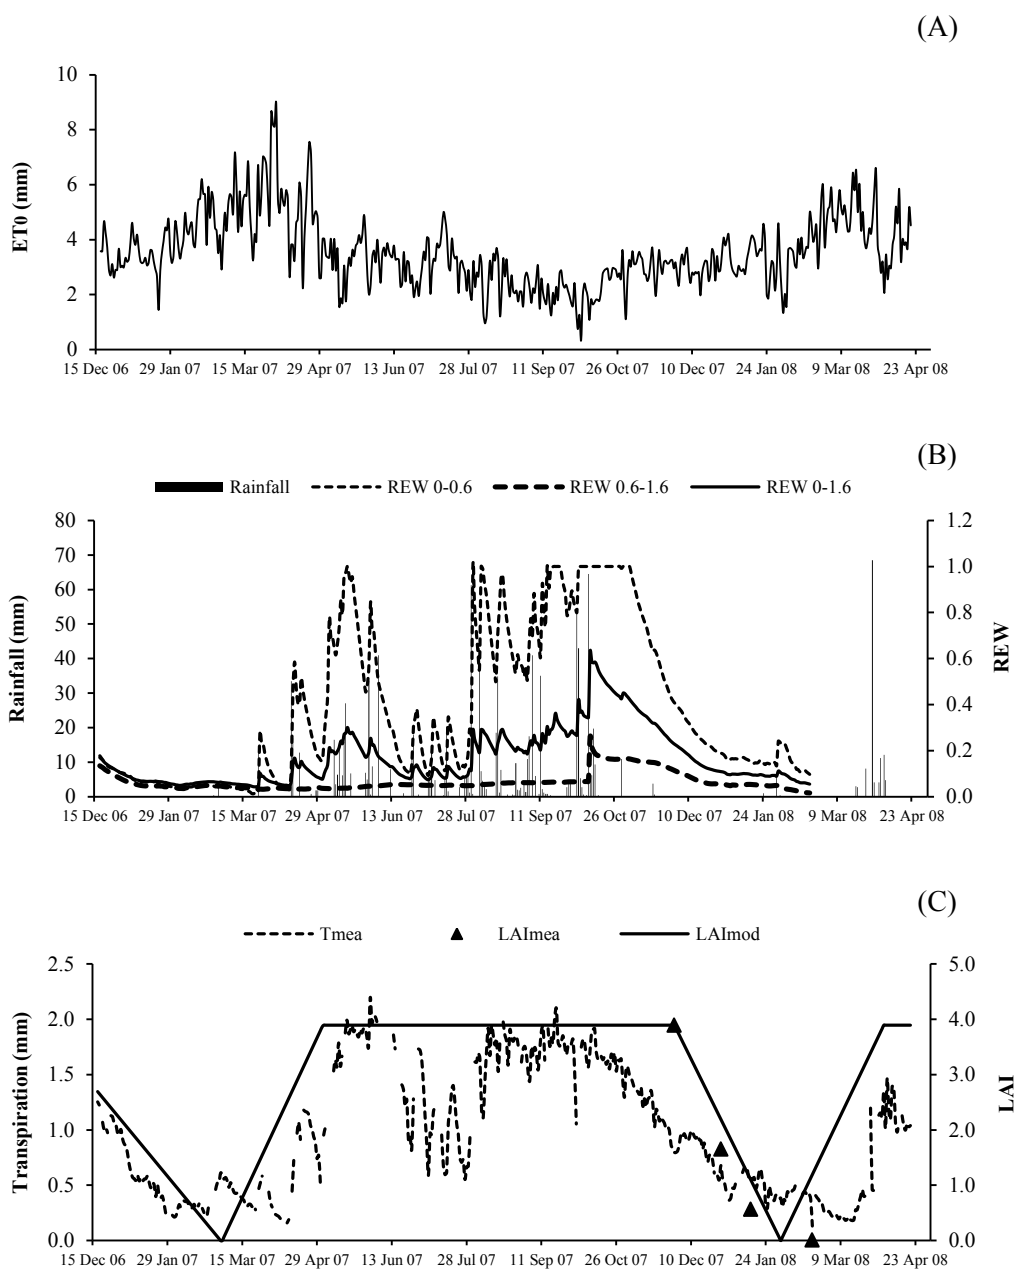 (A)
10
8
6
4
2
0
ET0 (mm)
15 Dec 06 29 Jan 07 15 Mar 07 29 Apr 07 13 Jun 07 28 Jul 07 11 Sep 07 26 Oct 07 10 Dec 07 24 Jan 08 9 Mar 08 23 Apr 08
(B)
Rainfall REW 0-0.6 REW 0.6-1.6 REW 0-1.6
80 1.2
70
60 1.0
50 0.8
40 0.6
30
20 0.4
10 0.2
0 0.0
Rainfall (mm)
REW
15 Dec 06 29 Jan 07 15 Mar 07 29 Apr 07 13 Jun 07 28 Jul 07 11 Sep 07 26 Oct 07 10 Dec 07 24 Jan 08 9 Mar 08 23 Apr 08
(C)
Tmea LAImea LAImod
2.5 5.0
2.0 4.0
1.5 3.0
1.0 2.0
0.5 1.0
0.0 0.0
Transpiration (mm)
LAI
15 Dec 06 29 Jan 07 15 Mar 07 29 Apr 07 13 Jun 07 28 Jul 07 11 Sep 07 26 Oct 07 10 Dec 07 24 Jan 08 9 Mar 08 23 Apr 08